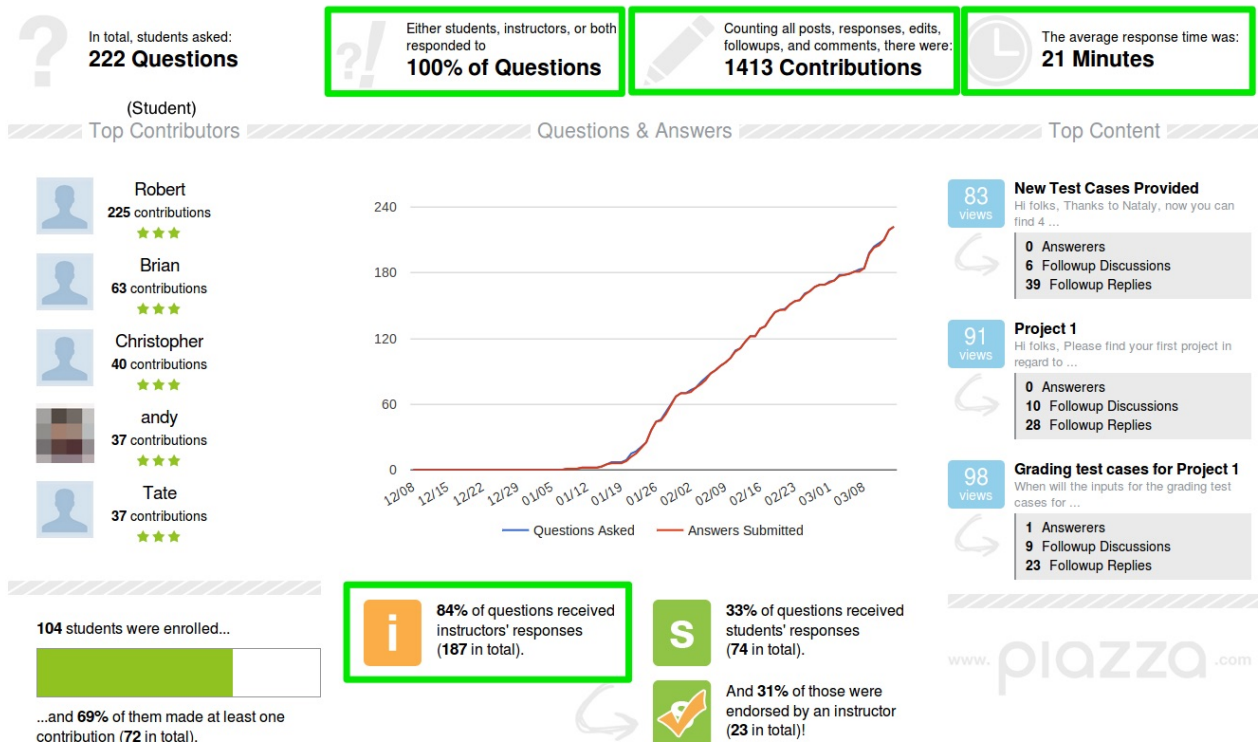 In total, students asked:
222 Questions
Either students, instructors, or both
responded to
100% of Questions
Counting all posts, responses, edits,
followups, and comments, there were:
1413 Contributions
The average response time was:
21 Minutes
(Student)
Top Contributors
Questions & Answers
Top Content
Robert
225 contributions
Brian
63 contributions
Christopher
40 contributions
andy
37 contributions
Tate
37 contributions
240
180
120
60
0
12/08
12/15
12/22
12/29
01/05
01/12
01/19
01/26
02/02
02/09
02/16
02/23
03/01
03/08
Questions Asked
Answers Submitted
83
views
New Test Cases Provided
Hi folks, Thanks to Nataly, now you can
find 4 ...
0 Answerers
6 Followup Discussions
39 Followup Replies
91
views
Project 1
Hi folks, Please find your first project in
regard to ...
0 Answerers
10 Followup Discussions
28 Followup Replies
98
views
Grading test cases for Project 1
When will the inputs for the grading test
cases for ...
1 Answerers
9 Followup Discussions
23 Followup Replies
104 students were enrolled...
...and 69% of them made at least one
contribution (72 in total).
i
84% of questions received
instructors' responses
(187 in total).
s
33% of questions received
students' responses
(74 in total).
s
And 31% of those were
endorsed by an instructor
(23 in total)!
www.piazza.com